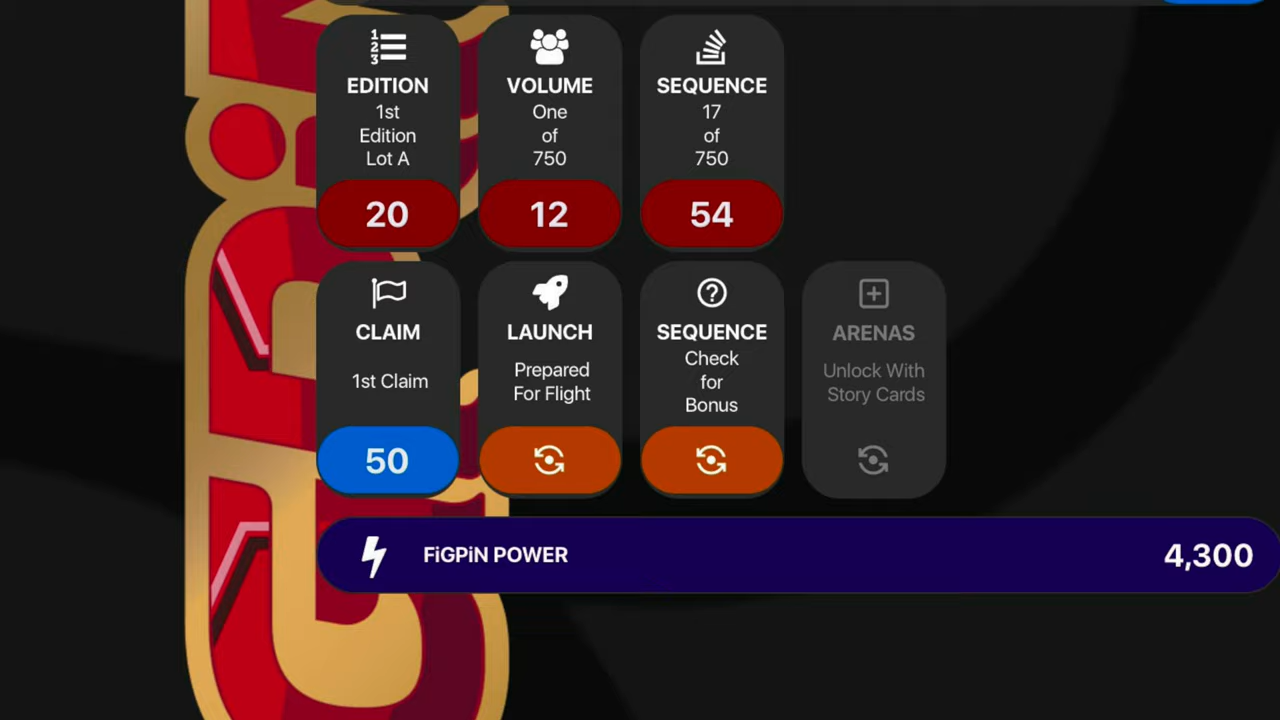 EDITION
1st
Edition
Lot A
20
VOLUME
One
of
750
12
SEQUENCE
17
of
750
54
CLAIM
1st Claim
50
LAUNCH
Prepared
For Flight
SEQUENCE
Check
for
Bonus
ARENAS
Unlock With
Story Cards
FiGPiN POWER
4,300